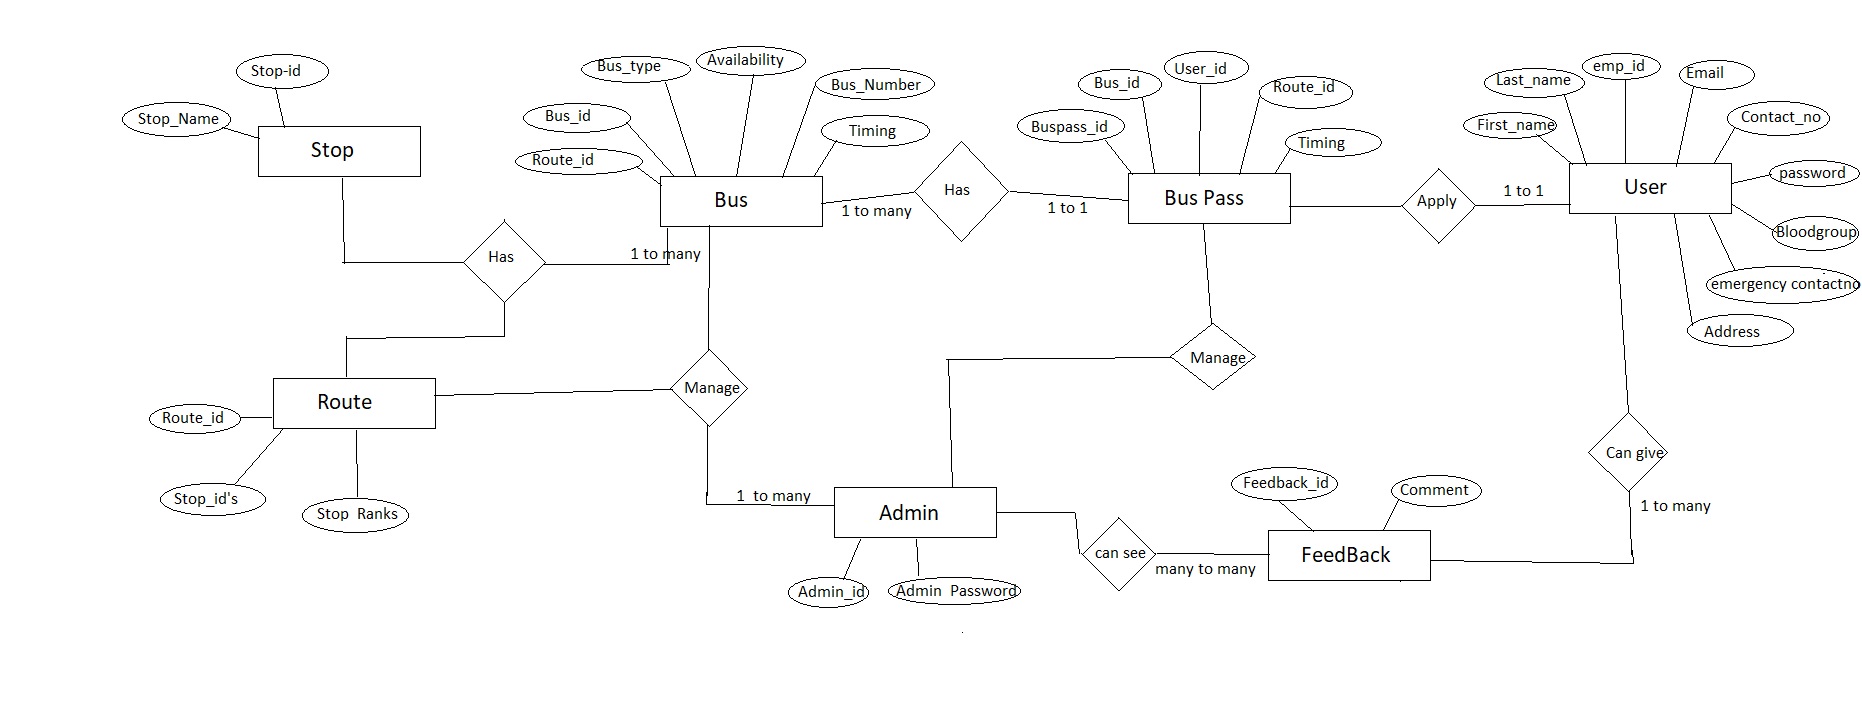 Stop-id
Stop_Name
Stop
Bus_type
Availability
Bus_Number
Bus_id
Timing
Route_id
Bus
1 to many
Has
1 to 1
Bus_id
User_id
Route_id
Buspass_id
Timing
Bus Pass
Apply
1 to 1
Last_name
emp_id
Email
First_name
Contact_no
User
password
Bloodgroup
emergency contactno
Address
Has
1 to many
Route
Route_id
Stop_id's
Stop Ranks
Manage
Manage
1 to many
Admin
Admin_id
Admin Password
can see
many to many
Feedback_id
Comment
FeedBack
Can give
1 to many